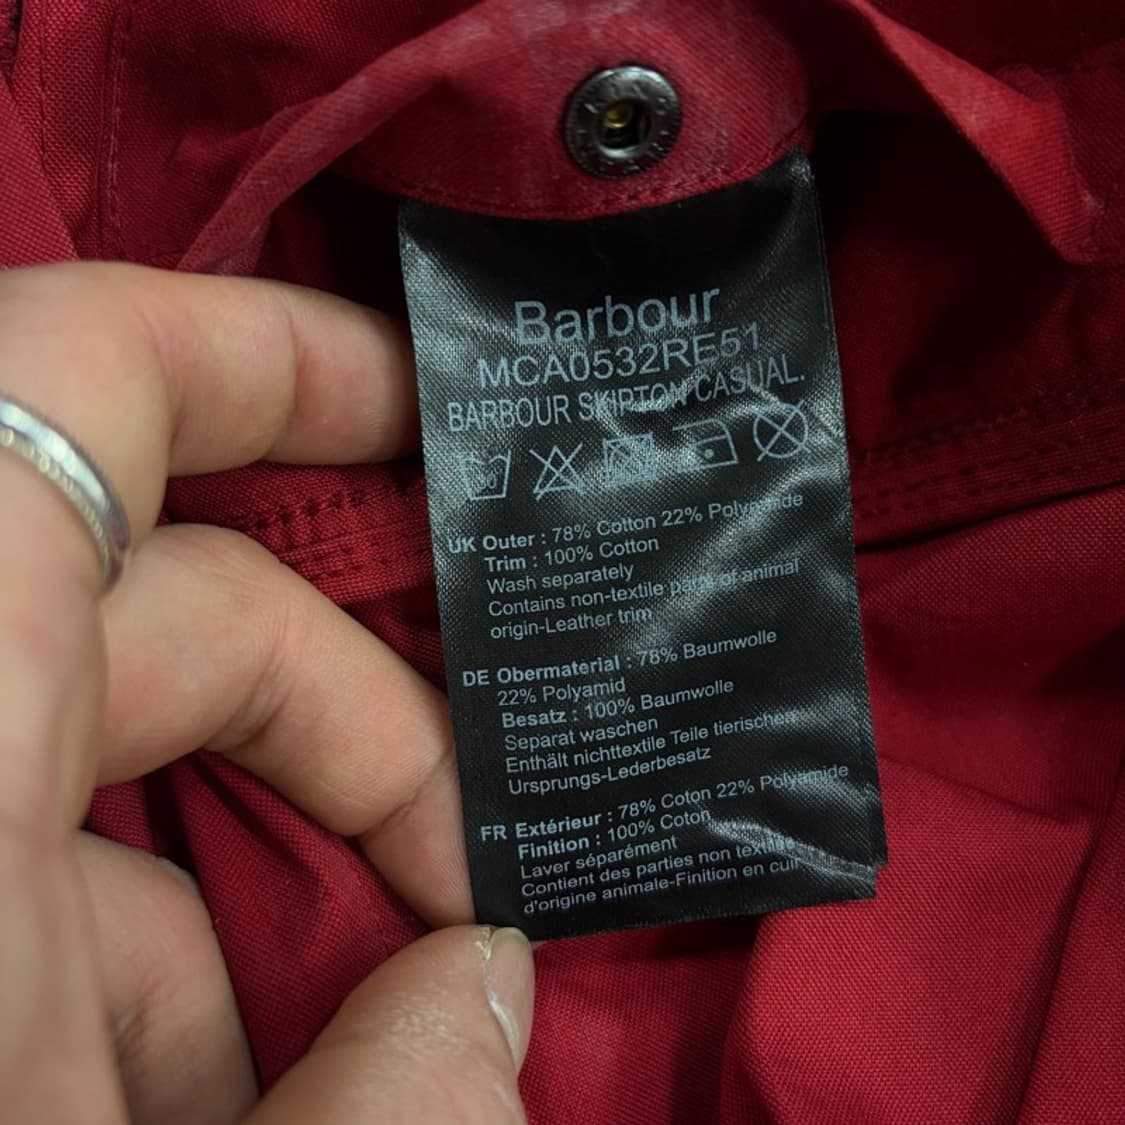 Barbour
MCA0532RE51
BARBOUR SKIPTON CASUAL.
30
UK Outer : 78% Cotton 22% Polyamide
Trim : 100% Cotton
Wash separately
Contains non-textile parts of animal
origin-Leather trim
DE Obermaterial : 78% Baumwolle
22% Polyamid
Besatz : 100% Baumwolle
Separat waschen
Enthält nichttextile Teile tierischen
Ursprungs-Lederbesatz
FR Extérieur : 78% Coton 22% Polyamide
Finition : 100% Coton
Laver séparément
Contient des parties non textiles
d'origine animale-Finition en cuir